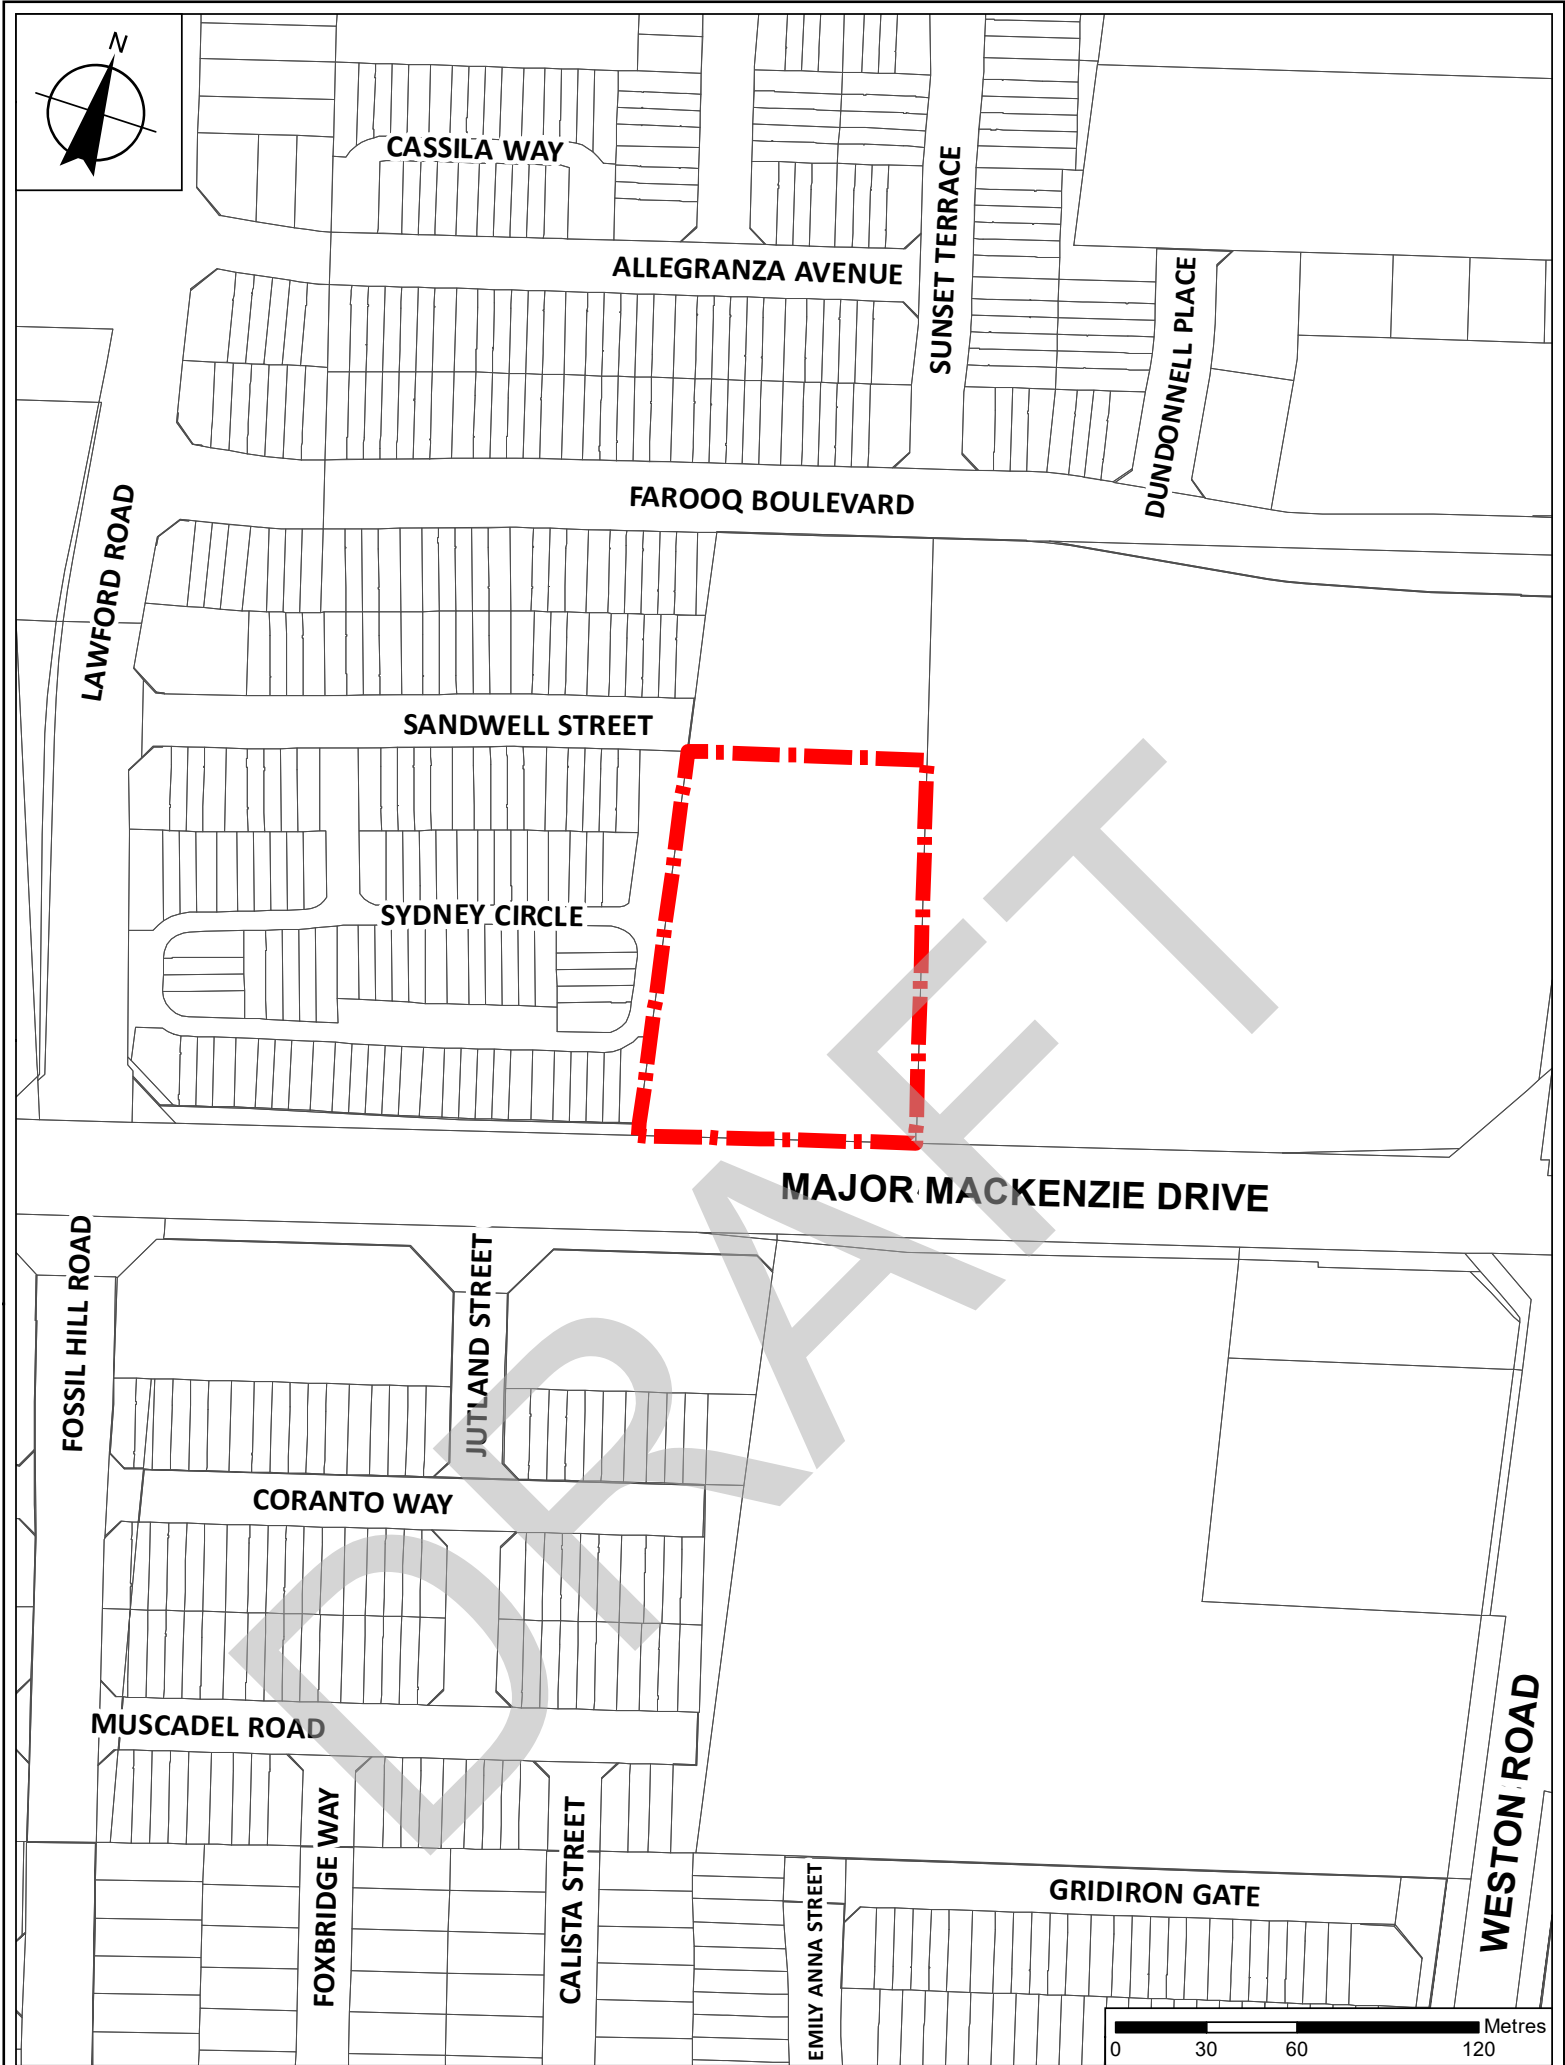 N
CASSILA WAY
ALLEGRANZA AVENUE
SUNSET TERRACE
DUNDONNELL PLACE
FAROOQ BOULEVARD
LAWFORD ROAD
SANDWELL STREET
SYDNEY CIRCLE
MAJOR MACKENZIE DRIVE
FOSSIL HILL ROAD
JUTLAND STREET
CORANTO WAY
MUSCADEL ROAD
FOXBRIDGE WAY
CALISTA STREET
EMILY ANNA STREET
GRIDIRON GATE
WESTON ROAD
DRAFT
Metres
0 30 60 120